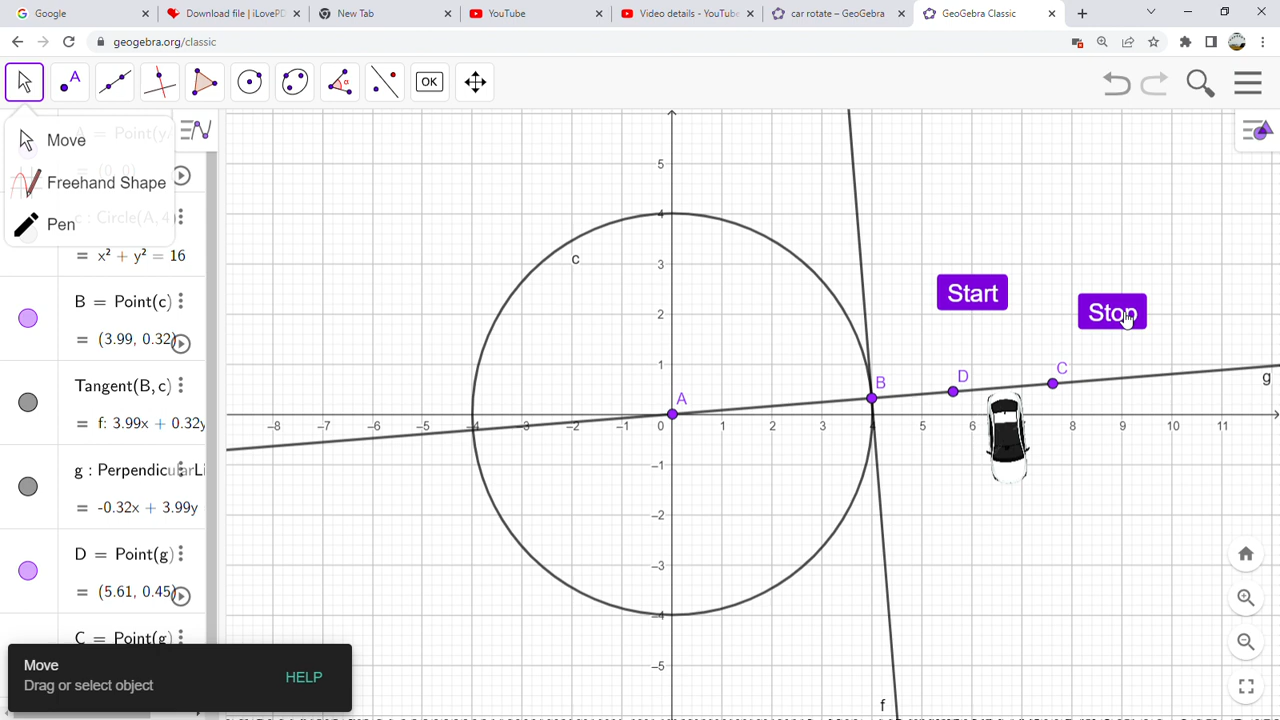 Google
Download file | iLovePD
New Tab
YouTube
Video details - YouTube
car rotate – GeoGebra
GeoGebra Classic
geogebra.org/classic
A
α
OK
Move
Freehand Shape
Pen
A = Point(y
= (0, 0)
c : Circle(A, 4
= x² + y² = 16
B = Point(c)
= (3.99, 0.32)
Tangent(B, c)
= f: 3.99x + 0.32y
g : PerpendicularLi
= -0.32x + 3.99y
D = Point(g)
= (5.61, 0.45)
C = Point(g)
Move
Drag or select object
HELP
5
4
3
2
1
–8 –7 –6 –5 –4 –3 –2 –1 0 1 2 3 4 5 6 7 8 9 10 11
–1
–2
–3
–4
–5
c
A
B
D
C
g
f
Start
Stop